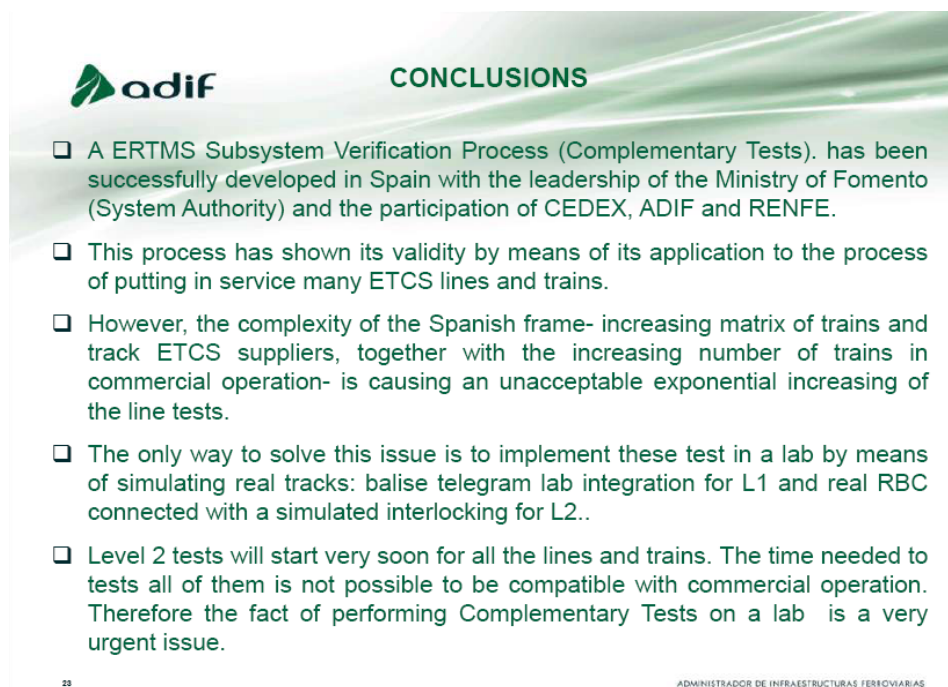 adif
CONCLUSIONS
❑ A ERTMS Subsystem Verification Process (Complementary Tests). has been
successfully developed in Spain with the leadership of the Ministry of Fomento
(System Authority) and the participation of CEDEX, ADIF and RENFE.
❑ This process has shown its validity by means of its application to the process
of putting in service many ETCS lines and trains.
❑ However, the complexity of the Spanish frame- increasing matrix of trains and
track ETCS suppliers, together with the increasing number of trains in
commercial operation- is causing an unacceptable exponential increasing of
the line tests.
❑ The only way to solve this issue is to implement these test in a lab by means
of simulating real tracks: balise telegram lab integration for L1 and real RBC
connected with a simulated interlocking for L2..
❑ Level 2 tests will start very soon for all the lines and trains. The time needed to
tests all of them is not possible to be compatible with commercial operation.
Therefore the fact of performing Complementary Tests on a lab is a very
urgent issue.
23
ADMINISTRADOR DE INFRAESTRUCTURAS FERROVIARIAS